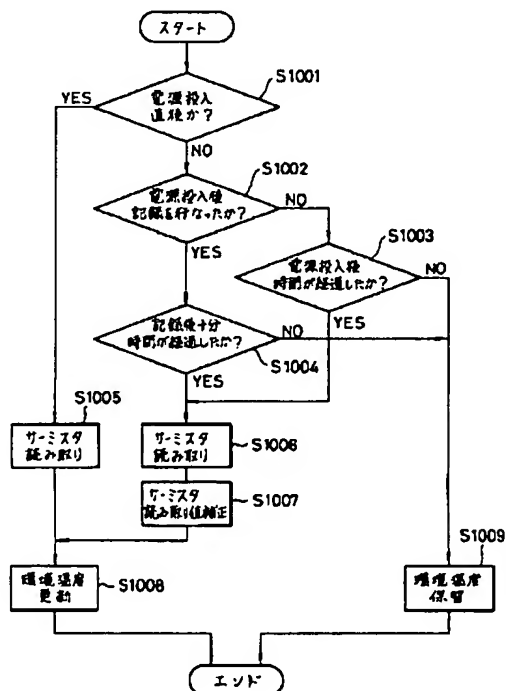 スタート
S1001
YES
電源投入
直後か？
NO
S1002
電源投入後
記録を行なったか？
NO
S1003
YES
電源投入後
時間が経過したか？
NO
記録後十分
時間が経過したか？
NO
YES
S1004
YES
S1005
サーミスタ
読み取り
サーミスタ
読み取り
S1006
サーミスタ
読み取り値補正
S1007
S1009
環境温度
更新
S1008
環境温度
保留
エンド